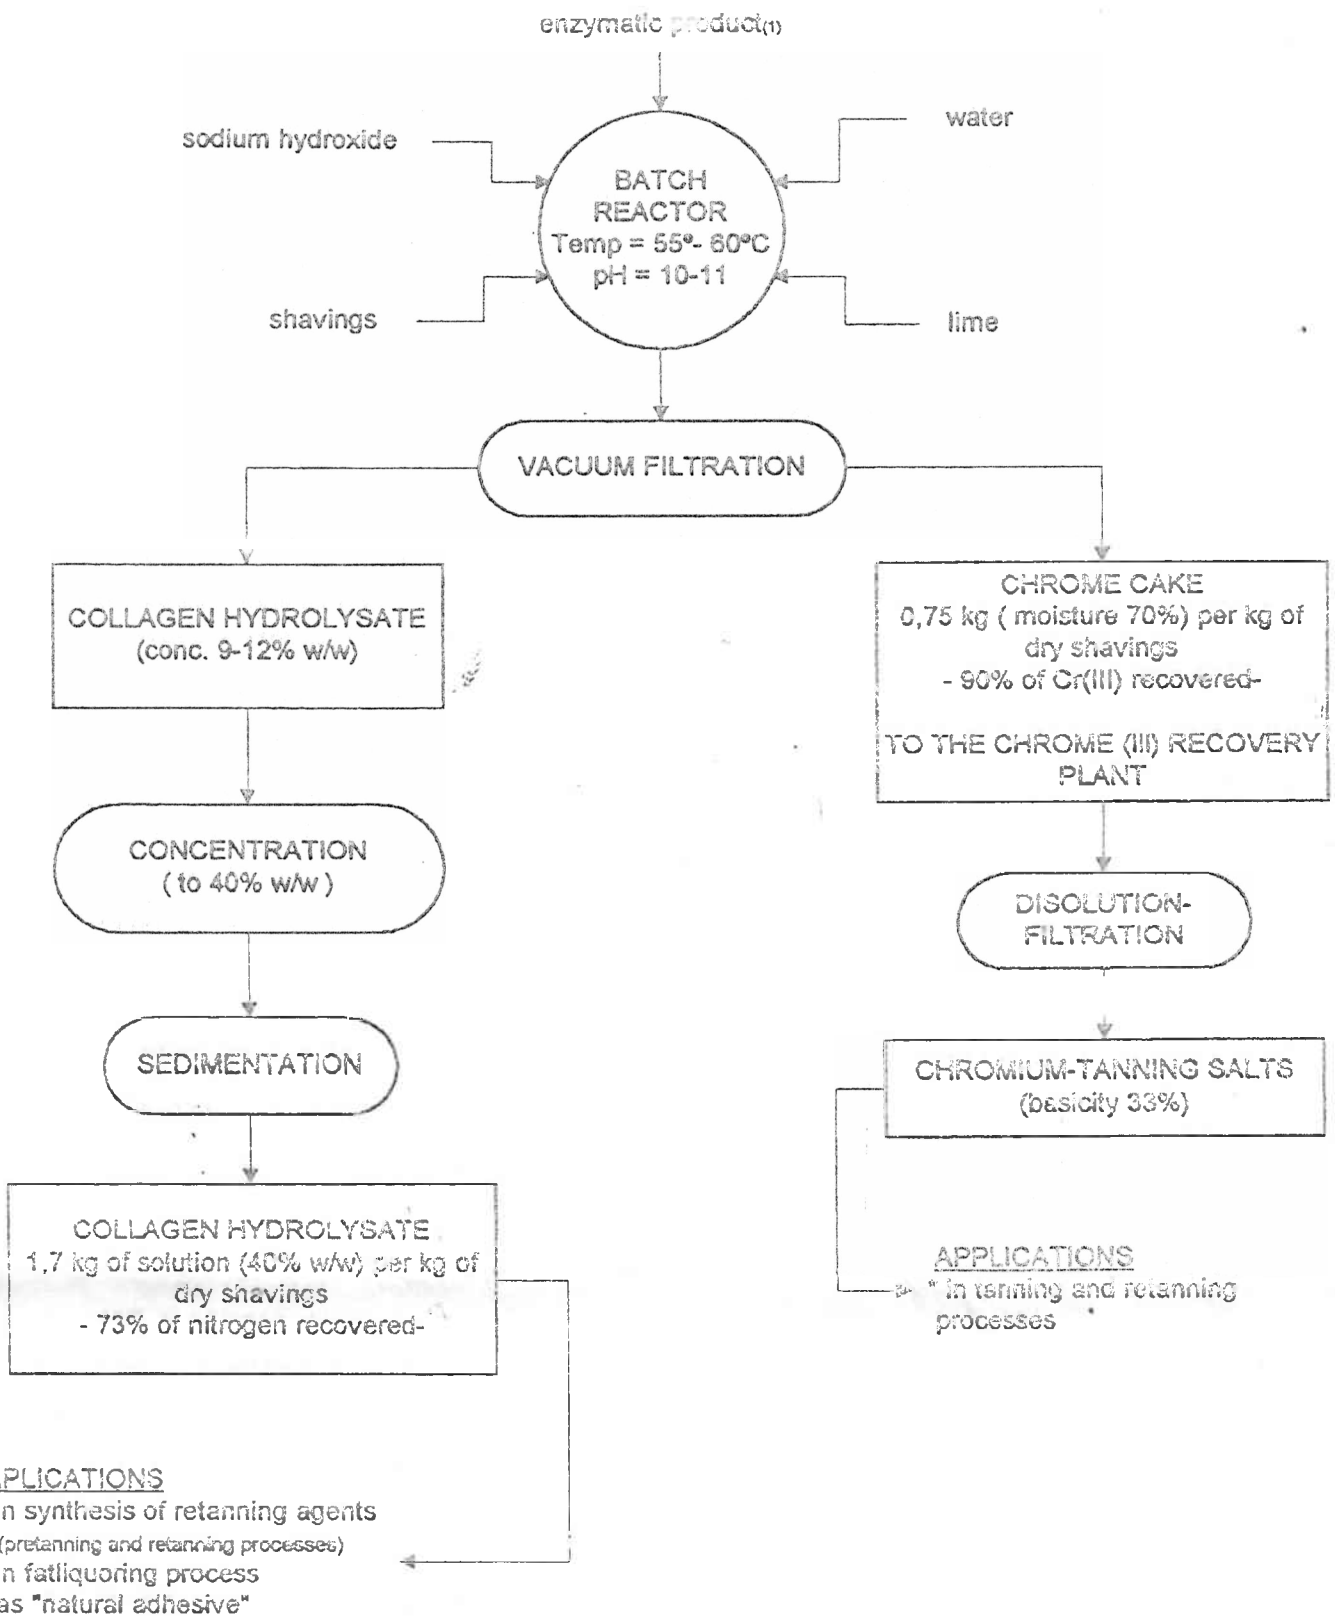 enzymatic product(1)
sodium hydroxide
water
BATCH
REACTOR
Temp = 55º- 60ºC
pH = 10-11
shavings
lime
VACUUM FILTRATION
COLLAGEN HYDROLYSATE
(conc. 9-12% w/w)
CHROME CAKE
0,75 kg ( moisture 70%) per kg of
dry shavings
- 90% of Cr(III) recovered-
TO THE CHROME (III) RECOVERY
PLANT
CONCENTRATION
( to 40% w/w )
DISOLUTION-
FILTRATION
SEDIMENTATION
CHROMIUM-TANNING SALTS
(basicity 33%)
COLLAGEN HYDROLYSATE
1,7 kg of solution (40% w/w) per kg of
dry shavings
- 73% of nitrogen recovered-
APPLICATIONS
* in tanning and retanning
processes
PLICATIONS
n synthesis of retanning agents
(pretanning and retanning processes)
n fatliquoring process
as "natural adhesive"